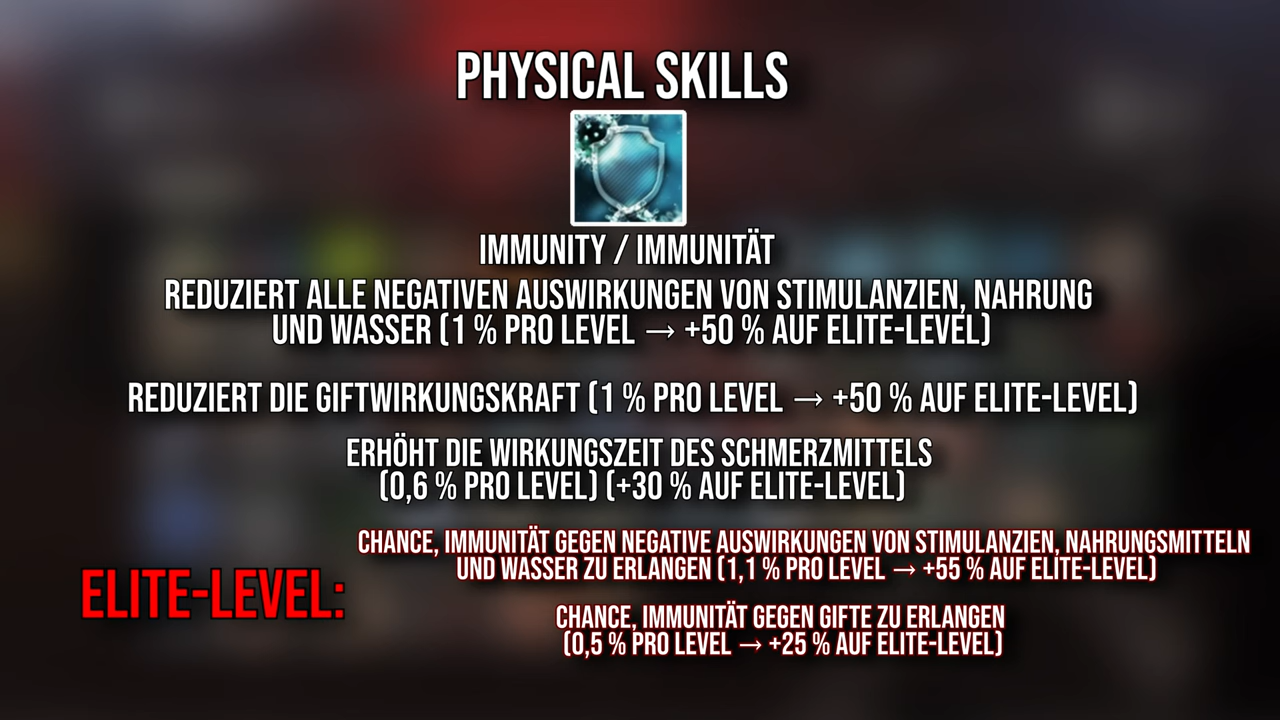 PHYSICAL SKILLS
IMMUNITY / IMMUNITÄT
REDUZIERT ALLE NEGATIVEN AUSWIRKUNGEN VON STIMULANZIEN, NAHRUNG
UND WASSER (1 % PRO LEVEL → +50 % AUF ELITE-LEVEL)
REDUZIERT DIE GIFTWIRKUNGSKRAFT (1 % PRO LEVEL → +50 % AUF ELITE-LEVEL)
ERHÖHT DIE WIRKUNGSZEIT DES SCHMERZMITTELS
(0,6 % PRO LEVEL) (+30 % AUF ELITE-LEVEL)
ELITE-LEVEL:
CHANCE, IMMUNITÄT GEGEN NEGATIVE AUSWIRKUNGEN VON STIMULANZIEN, NAHRUNGSMITTELN
UND WASSER ZU ERLANGEN (1,1 % PRO LEVEL → +55 % AUF ELITE-LEVEL)
CHANCE, IMMUNITÄT GEGEN GIFTE ZU ERLANGEN
(0,5 % PRO LEVEL → +25 % AUF ELITE-LEVEL)